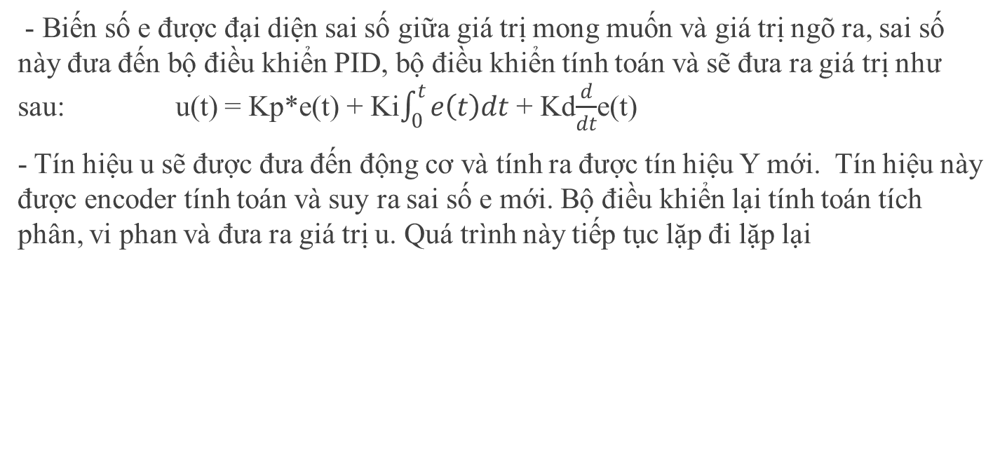 - Biến số e được đại diện sai số giữa giá trị mong muốn và giá trị ngõ ra, sai số
này đưa đến bộ điều khiển PID, bộ điều khiển tính toán và sẽ đưa ra giá trị như
sau: u(t) = Kp*e(t) + Ki∫₀ᵗ e(t)dt + Kd d/dt e(t)
- Tín hiệu u sẽ được đưa đến động cơ và tính ra được tín hiệu Y mới. Tín hiệu này
được encoder tính toán và suy ra sai số e mới. Bộ điều khiển lại tính toán tích
phân, vi phan và đưa ra giá trị u. Quá trình này tiếp tục lặp đi lặp lại